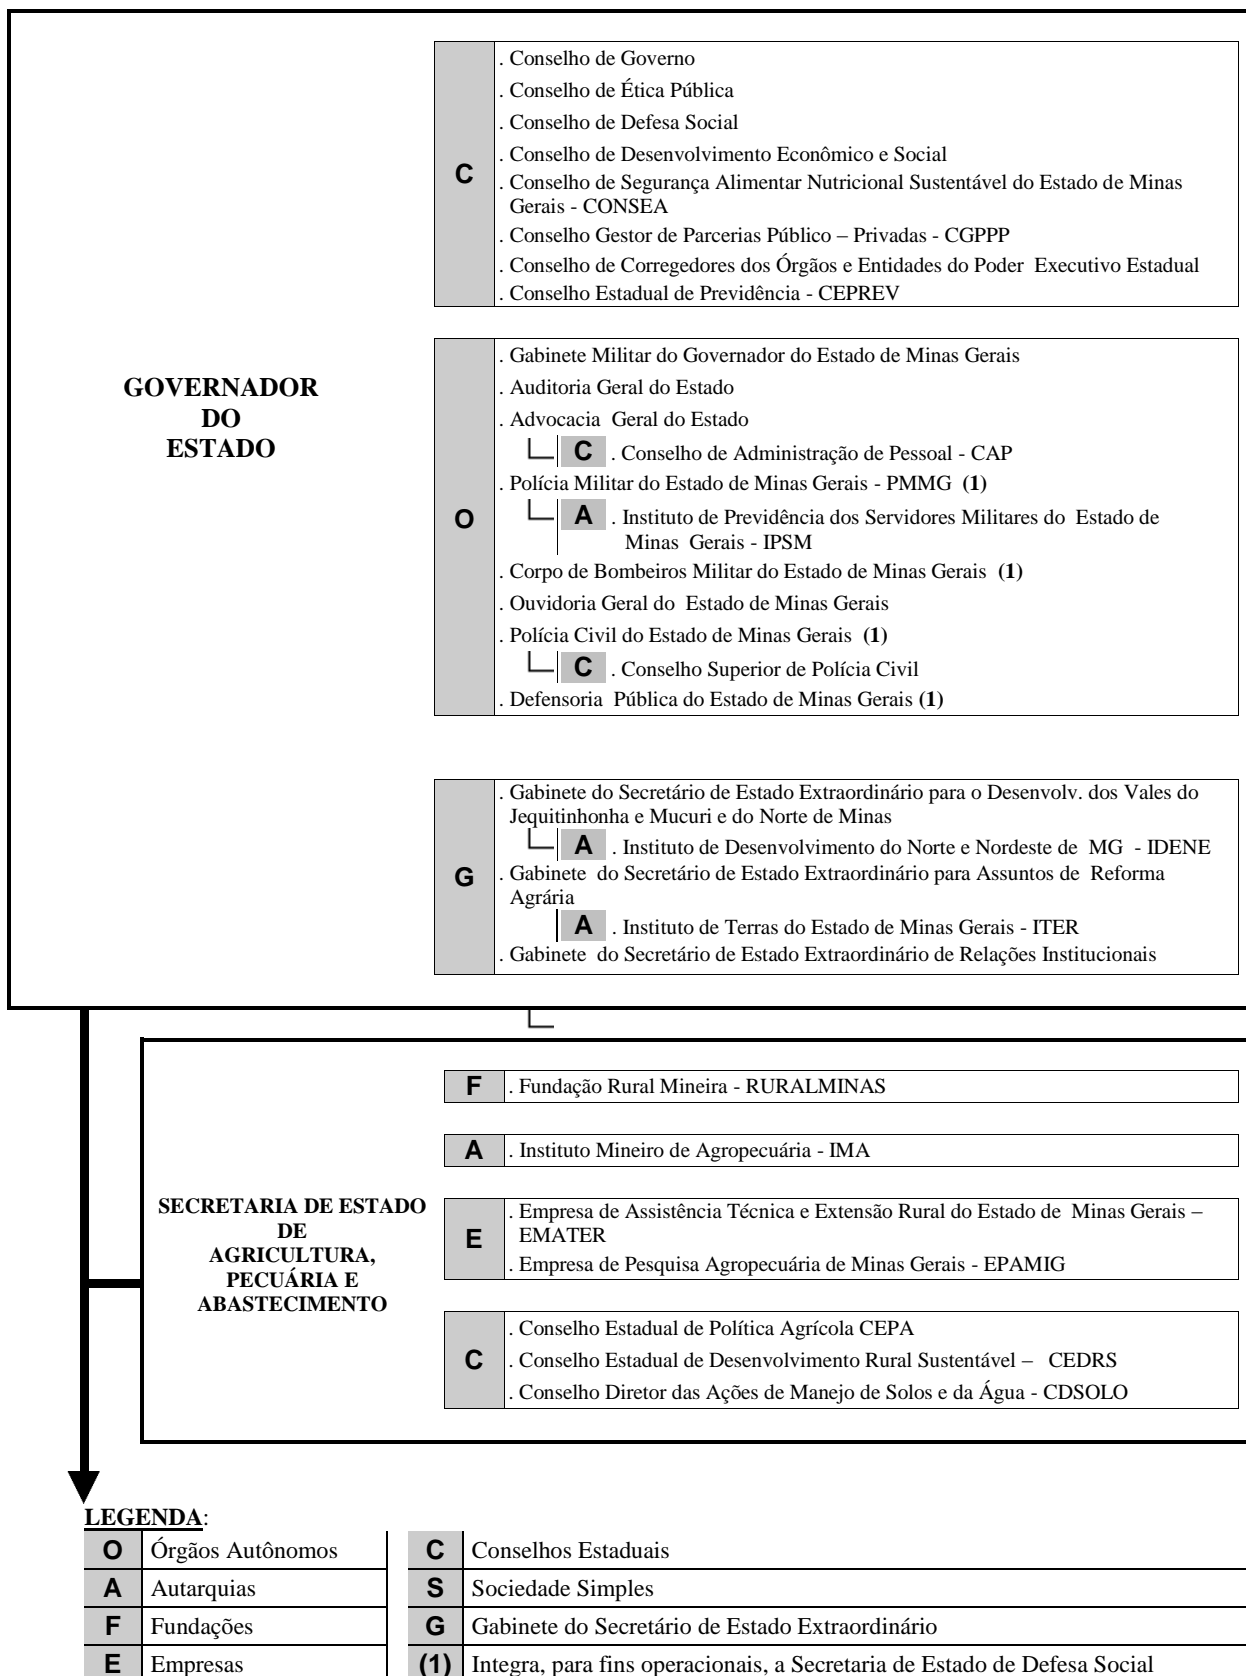 GOVERNADOR
DO
ESTADO
C
. Conselho de Governo
. Conselho de Ética Pública
. Conselho de Defesa Social
. Conselho de Desenvolvimento Econômico e Social
. Conselho de Segurança Alimentar Nutricional Sustentável do Estado de Minas
Gerais - CONSEA
. Conselho Gestor de Parcerias Público – Privadas - CGPPP
. Conselho de Corregedores dos Órgãos e Entidades do Poder Executivo Estadual
. Conselho Estadual de Previdência - CEPREV
O
. Gabinete Militar do Governador do Estado de Minas Gerais
. Auditoria Geral do Estado
. Advocacia Geral do Estado
C . Conselho de Administração de Pessoal - CAP
. Polícia Militar do Estado de Minas Gerais - PMMG (1)
A . Instituto de Previdência dos Servidores Militares do Estado de
Minas Gerais - IPSM
. Corpo de Bombeiros Militar do Estado de Minas Gerais (1)
. Ouvidoria Geral do Estado de Minas Gerais
. Polícia Civil do Estado de Minas Gerais (1)
C . Conselho Superior de Polícia Civil
. Defensoria Pública do Estado de Minas Gerais (1)
G
. Gabinete do Secretário de Estado Extraordinário para o Desenvolv. dos Vales do
Jequitinhonha e Mucuri e do Norte de Minas
A . Instituto de Desenvolvimento do Norte e Nordeste de MG - IDENE
. Gabinete do Secretário de Estado Extraordinário para Assuntos de Reforma
Agrária
A . Instituto de Terras do Estado de Minas Gerais - ITER
. Gabinete do Secretário de Estado Extraordinário de Relações Institucionais
SECRETARIA DE ESTADO
DE
AGRICULTURA,
PECUÁRIA E
ABASTECIMENTO
F . Fundação Rural Mineira - RURALMINAS
A . Instituto Mineiro de Agropecuária - IMA
E
. Empresa de Assistência Técnica e Extensão Rural do Estado de Minas Gerais –
EMATER
. Empresa de Pesquisa Agropecuária de Minas Gerais - EPAMIG
C
. Conselho Estadual de Política Agrícola CEPA
. Conselho Estadual de Desenvolvimento Rural Sustentável – CEDRS
. Conselho Diretor das Ações de Manejo de Solos e da Água - CDSOLO
LEGENDA:
O Órgãos Autônomos C Conselhos Estaduais
A Autarquias S Sociedade Simples
F Fundações G Gabinete do Secretário de Estado Extraordinário
E Empresas (1) Integra, para fins operacionais, a Secretaria de Estado de Defesa Social